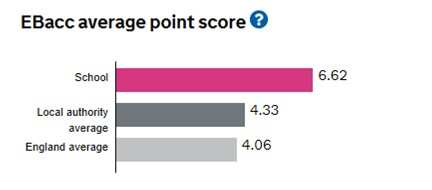 EBacc average point score ?
School 6.62
Local authority 4.33
average
England average 4.06